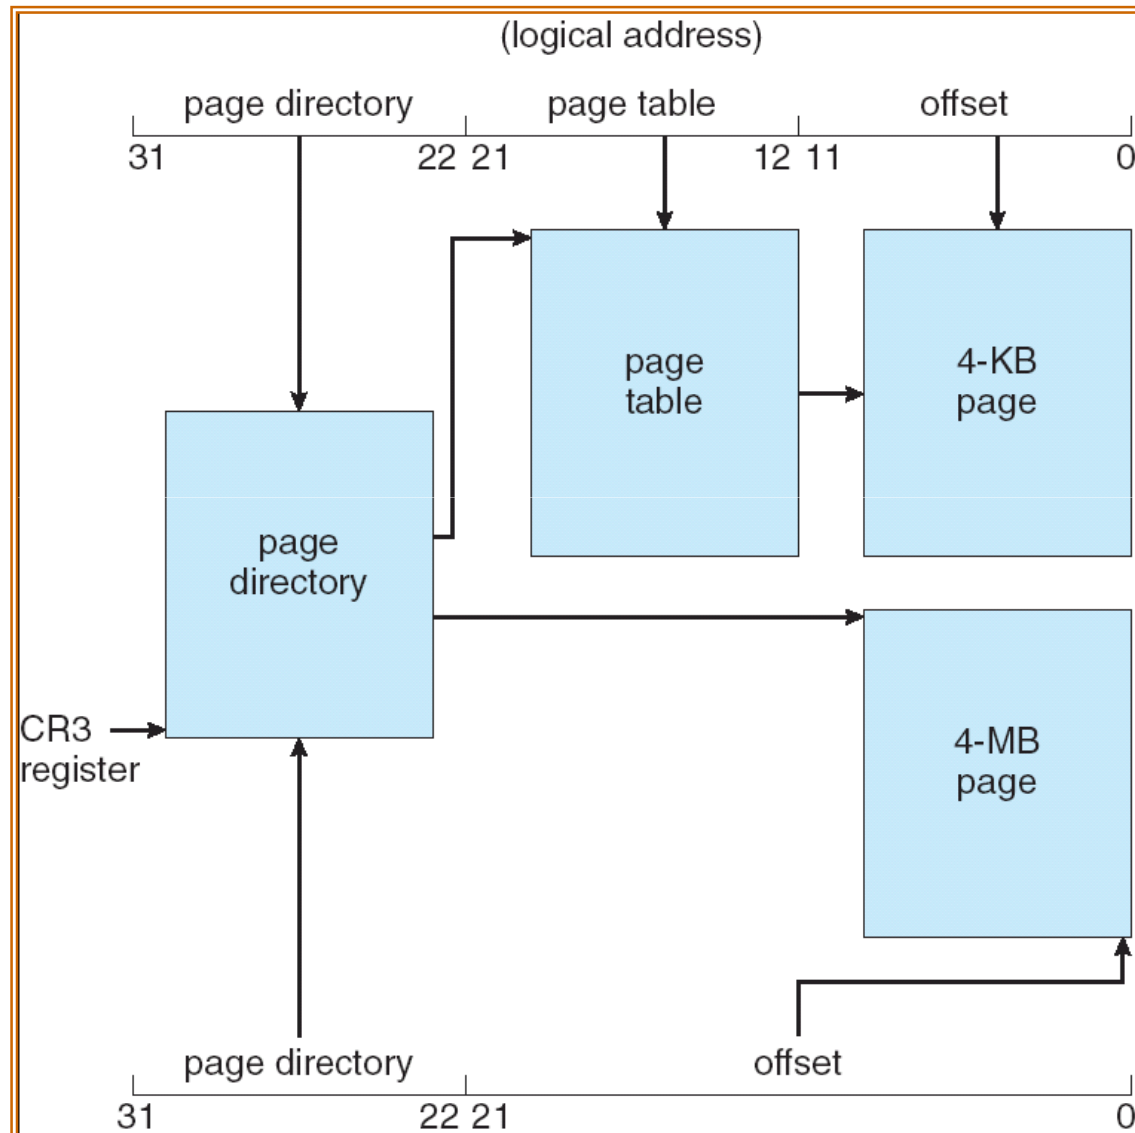 (logical address)
page directory page table offset
31 22 21 12 11 0
page
table
4-KB
page
page
directory
CR3
register
4-MB
page
page directory offset
31 22 21 0